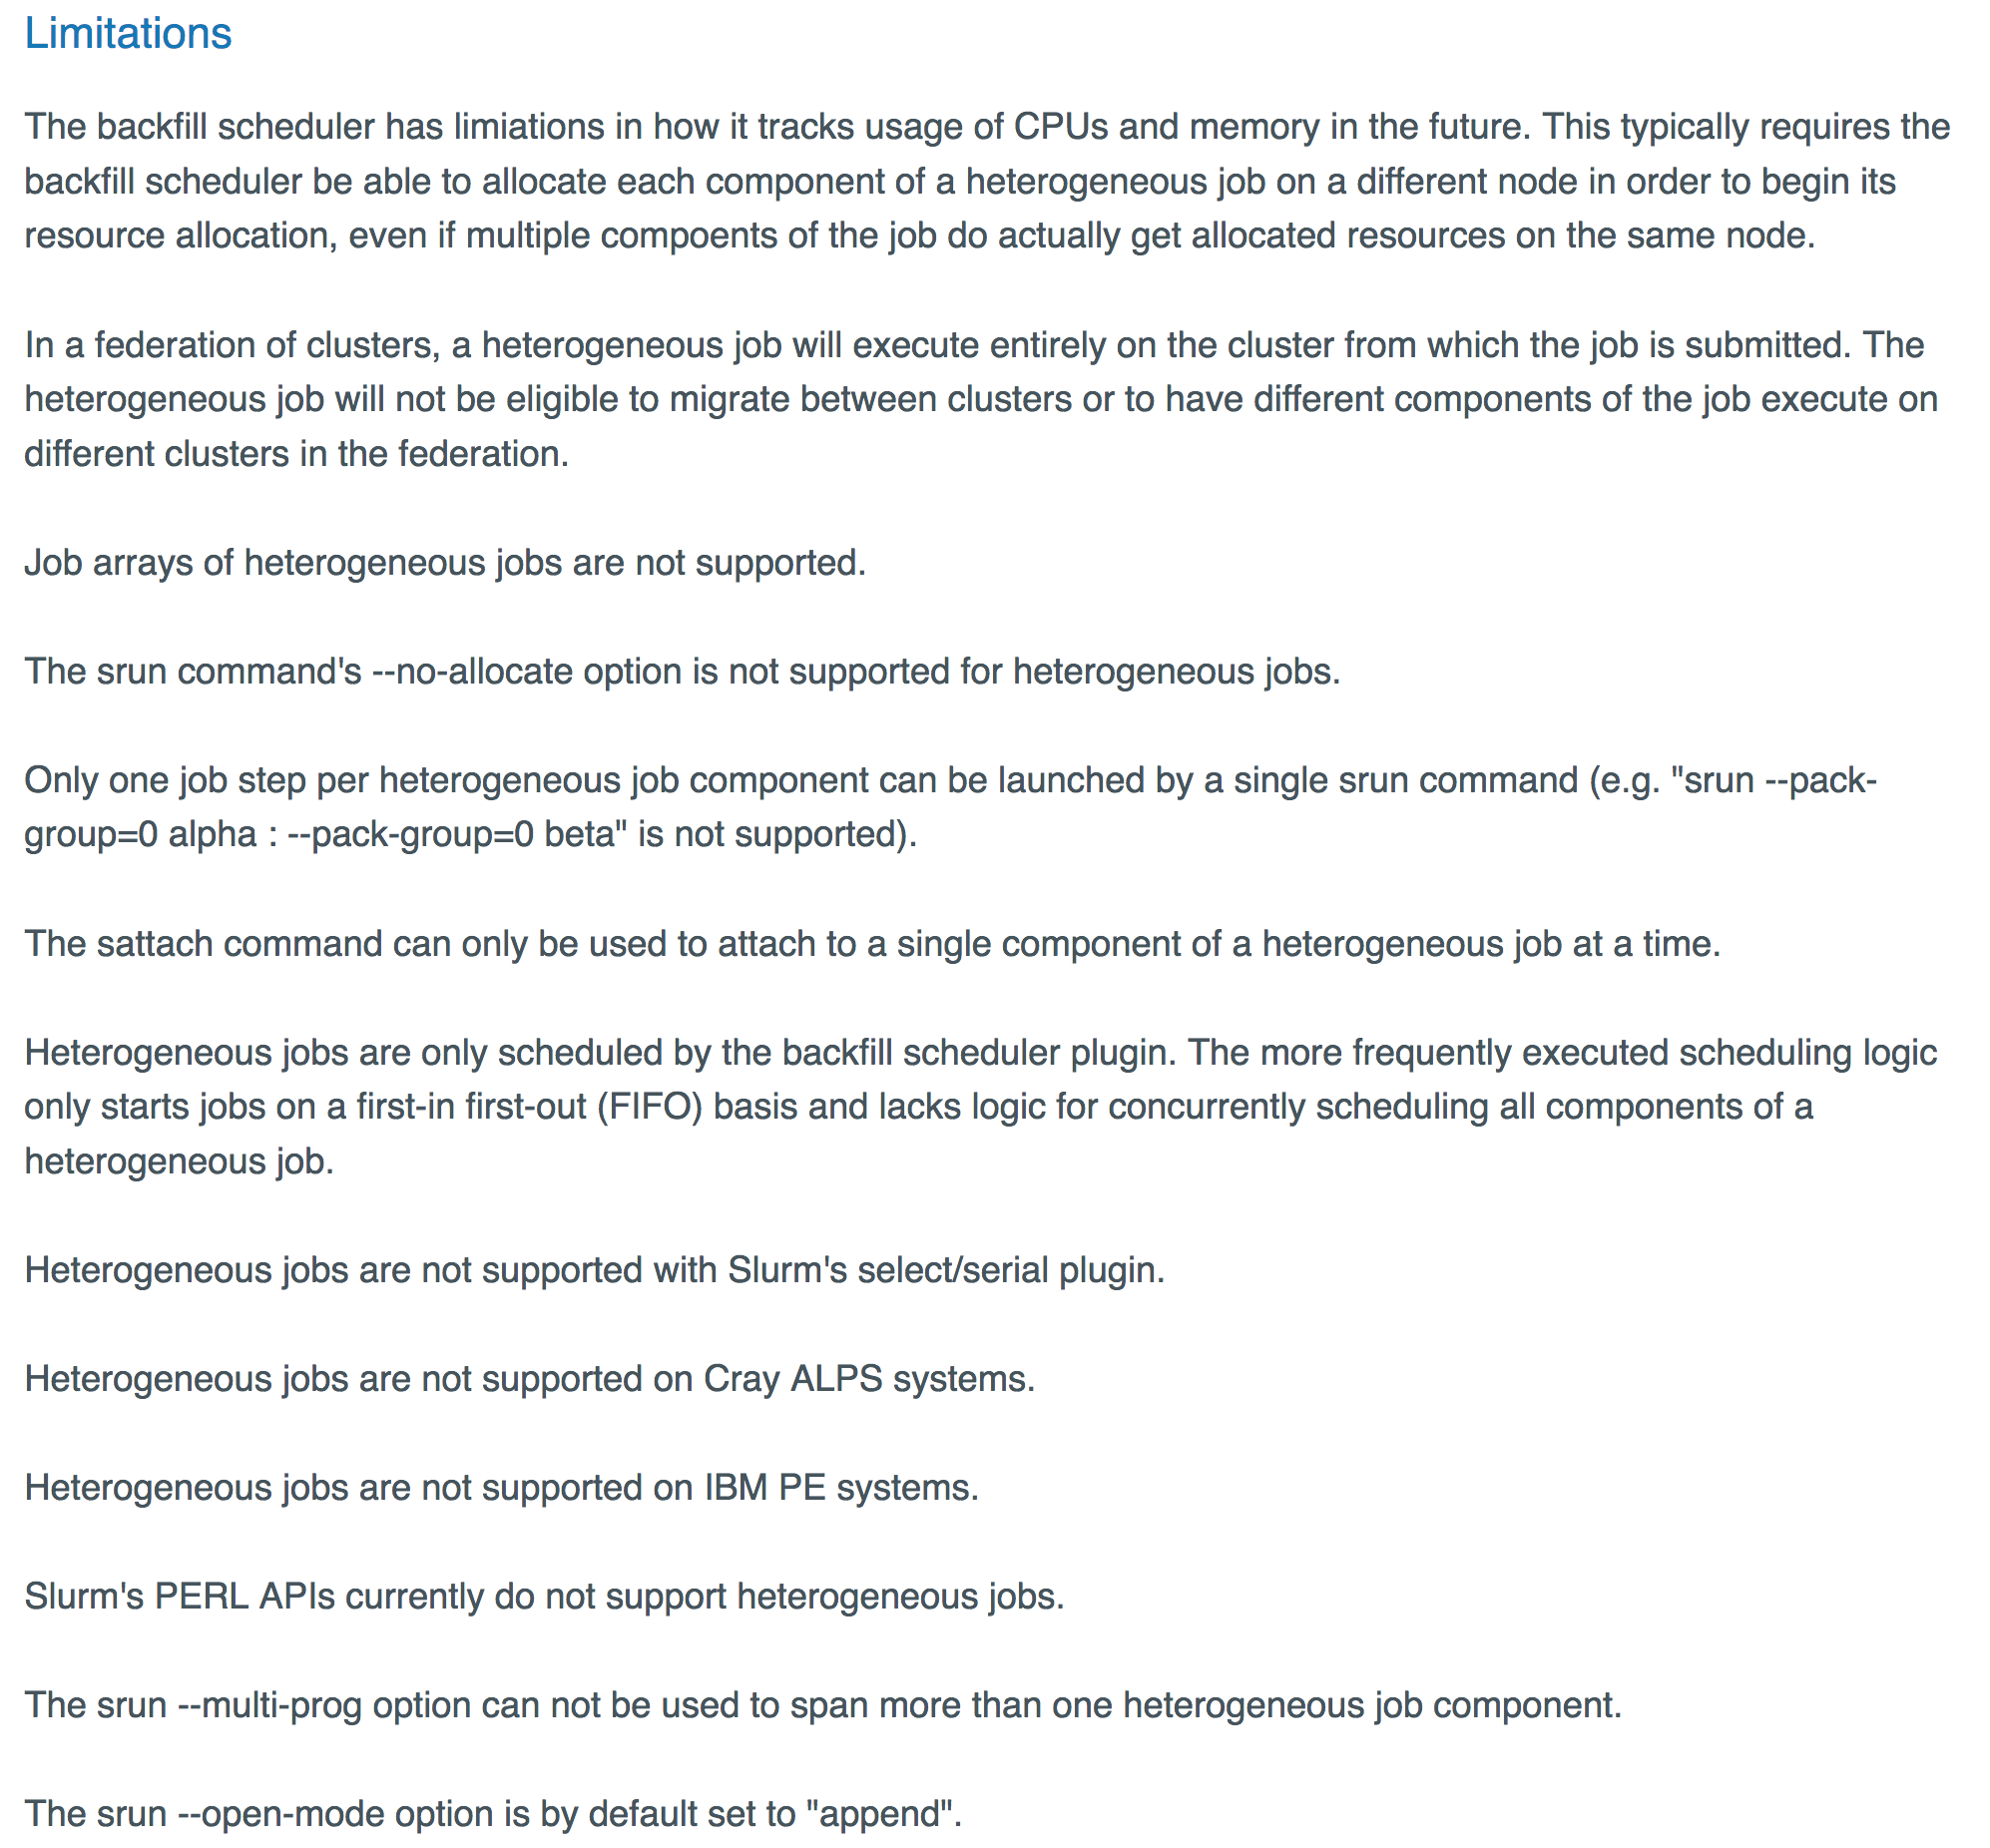 Limitations
The backfill scheduler has limiations in how it tracks usage of CPUs and memory in the future. This typically requires the
backfill scheduler be able to allocate each component of a heterogeneous job on a different node in order to begin its
resource allocation, even if multiple compoents of the job do actually get allocated resources on the same node.
In a federation of clusters, a heterogeneous job will execute entirely on the cluster from which the job is submitted. The
heterogeneous job will not be eligible to migrate between clusters or to have different components of the job execute on
different clusters in the federation.
Job arrays of heterogeneous jobs are not supported.
The srun command's --no-allocate option is not supported for heterogeneous jobs.
Only one job step per heterogeneous job component can be launched by a single srun command (e.g. "srun --pack-
group=0 alpha : --pack-group=0 beta" is not supported).
The sattach command can only be used to attach to a single component of a heterogeneous job at a time.
Heterogeneous jobs are only scheduled by the backfill scheduler plugin. The more frequently executed scheduling logic
only starts jobs on a first-in first-out (FIFO) basis and lacks logic for concurrently scheduling all components of a
heterogeneous job.
Heterogeneous jobs are not supported with Slurm's select/serial plugin.
Heterogeneous jobs are not supported on Cray ALPS systems.
Heterogeneous jobs are not supported on IBM PE systems.
Slurm's PERL APIs currently do not support heterogeneous jobs.
The srun --multi-prog option can not be used to span more than one heterogeneous job component.
The srun --open-mode option is by default set to "append".